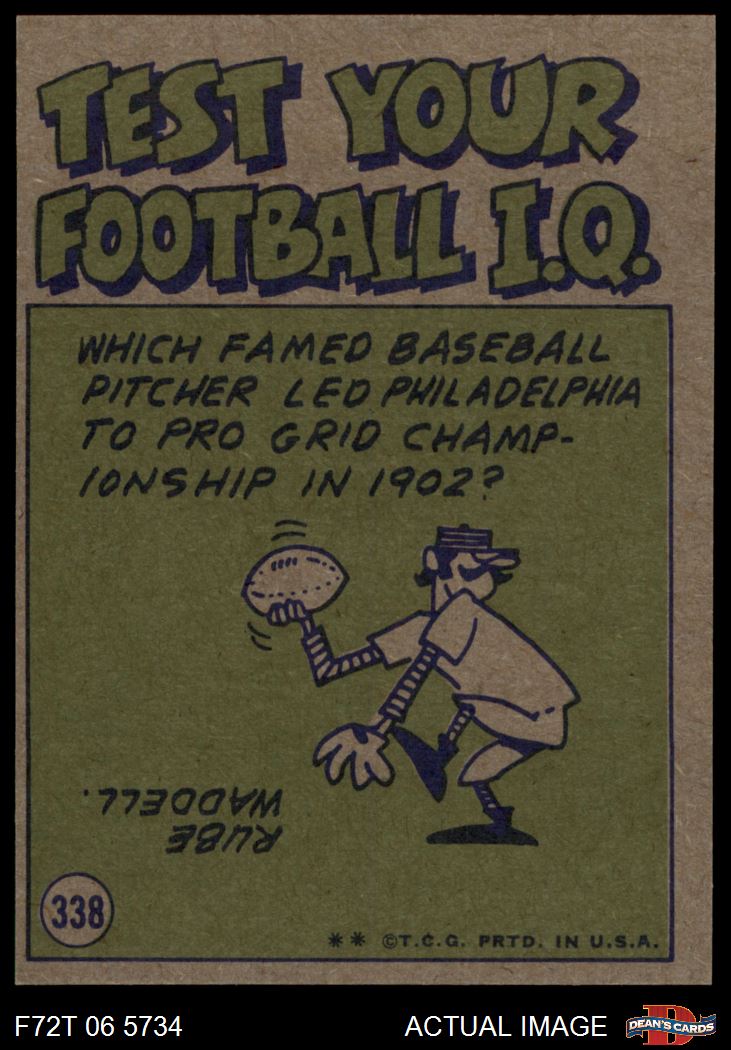 TEST YOUR
FOOTBALL I.Q.
WHICH FAMED BASEBALL
PITCHER LED PHILADELPHIA
TO PRO GRID CHAMP-
IONSHIP IN 1902?
RUBE
WADDELL.
338
** ©T.C.G. PRTD. IN U.S.A.
F72T 06 5734
ACTUAL IMAGE
D
DEAN'S CARDS